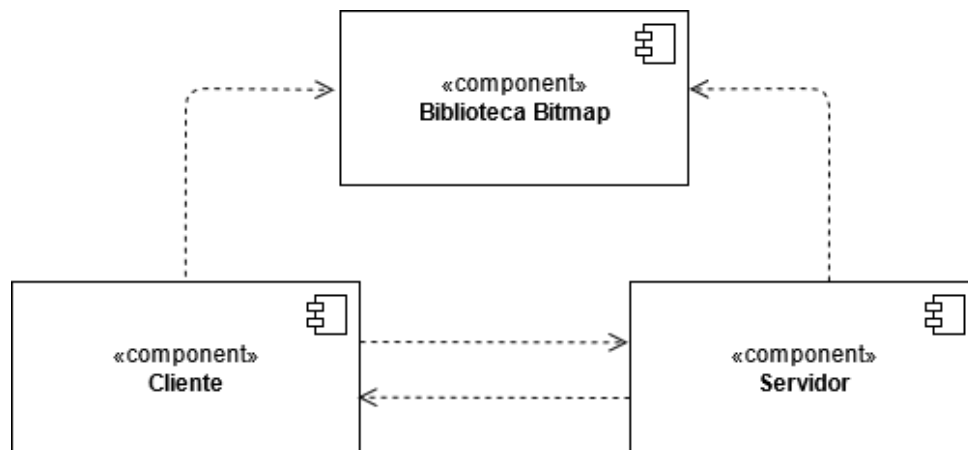 «component»
Biblioteca Bitmap
«component»
Cliente
«component»
Servidor